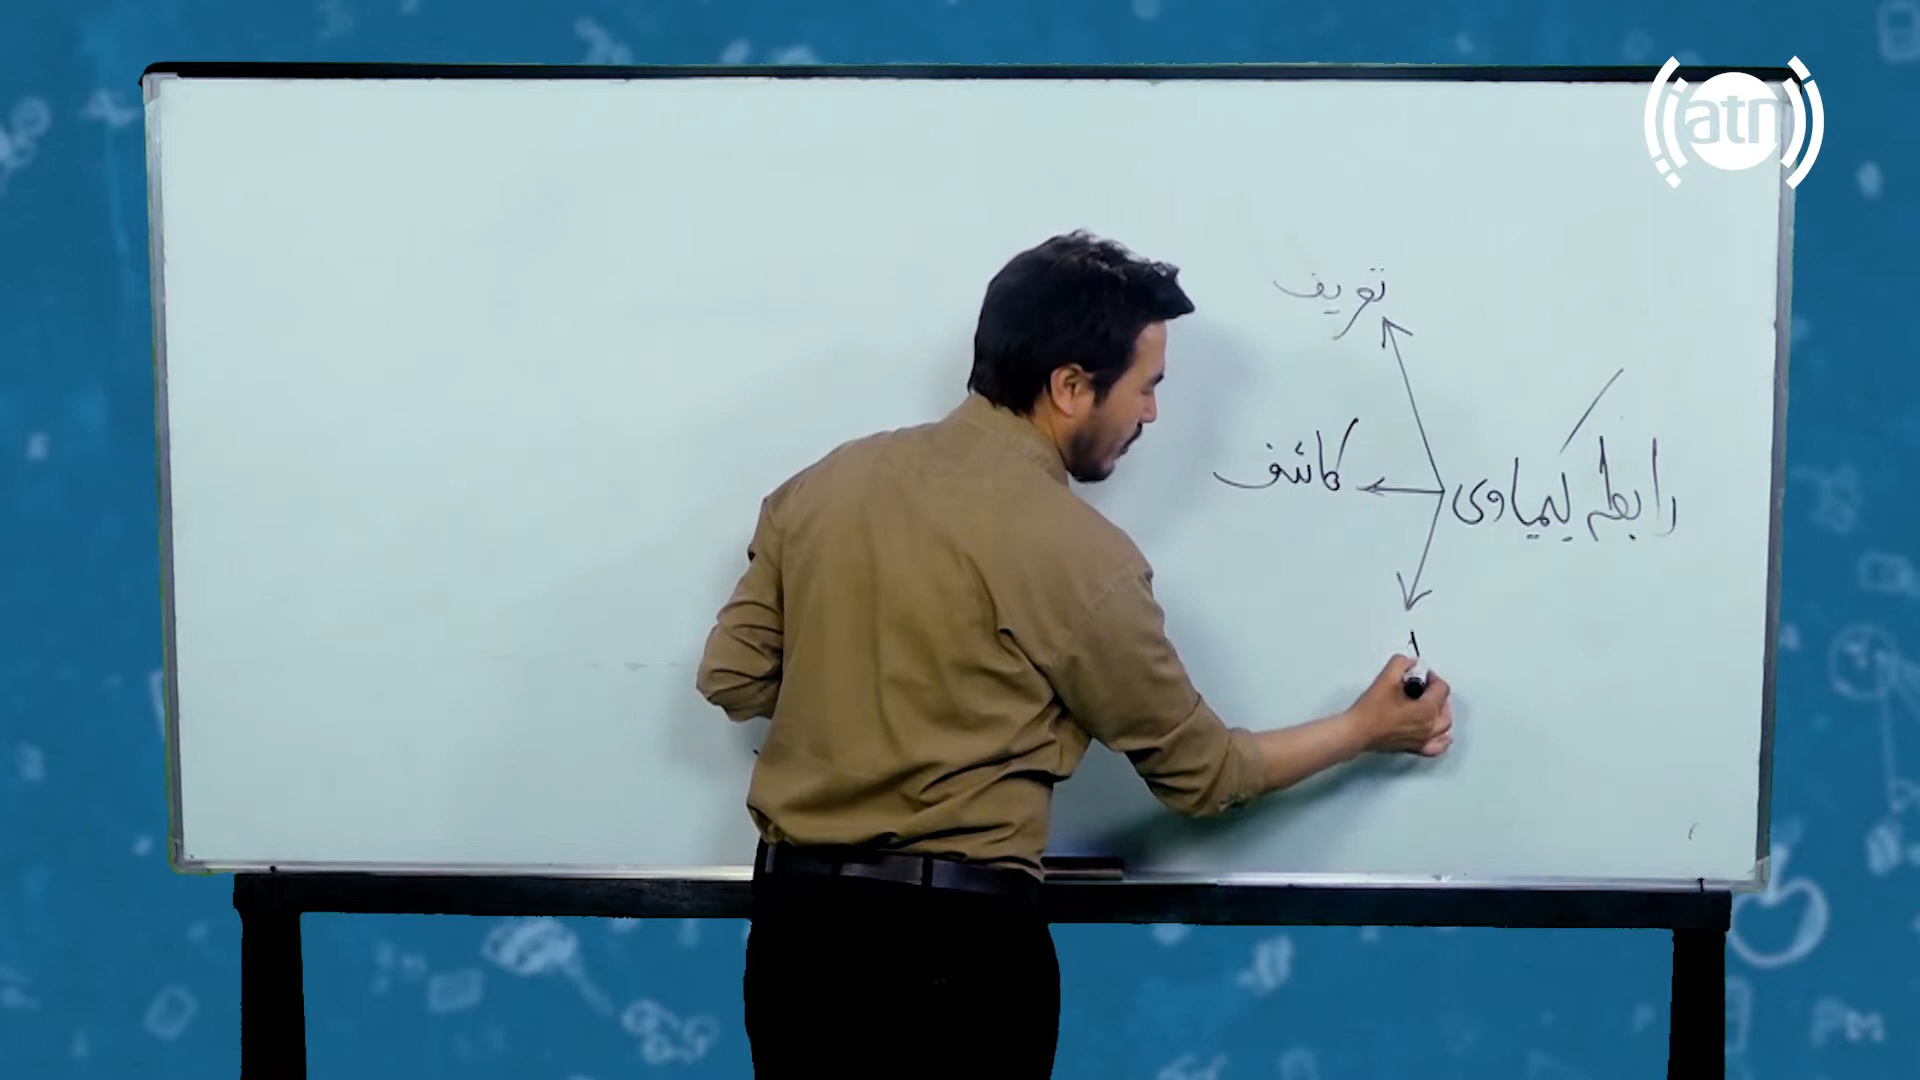 atn
تعریف
رابطه کیمیاوی
کاشف